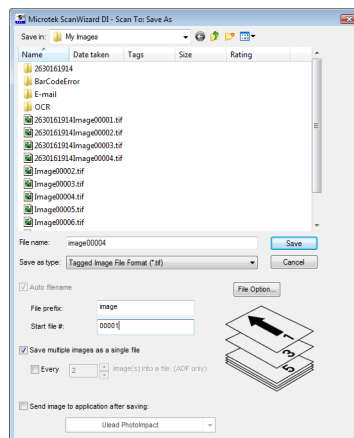 Microtek ScanWizard DI - Scan To: Save As
Save in: My Images
Name Date taken Tags Size Rating
2630161914
BarCodeError
E-mail
OCR
2630161914Image00001.tif
2630161914Image00002.tif
2630161914Image00003.tif
2630161914Image00004.tif
Image00002.tif
Image00003.tif
Image00004.tif
Image00005.tif
Image00006.tif
File name: image00004 Save
Save as type: Tagged Image File Format (*.tif) Cancel
Auto filename File Option...
File prefix: image
Start file #: 00001
Save multiple images as a single file
Every 2 image(s) into a file. (ADF only)
1
3
5
Send image to application after saving:
Ulead PhotoImpact